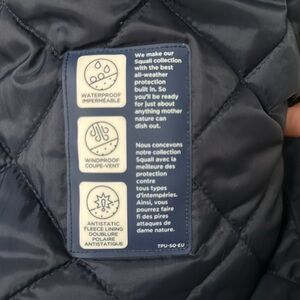 We make our
Squall collection
with the best
all-weather
protection
built in. So
you'll be ready
for just about
anything mother
nature can
dish out.
WATERPROOF
IMPERMÉABLE
WINDPROOF
COUPE-VENT
Nous concevons
notre collection
Squall avec le
meilleurs des
protection
contre
tous types
d'intempéries.
Ainsi, vous
pourrez faire
fi des pires
attaques de
dame nature.
ANTISTATIC
FLEECE LINING
DOUBLURE
POLAIRE
ANTISTATIQUE
TPU-SQ-EU